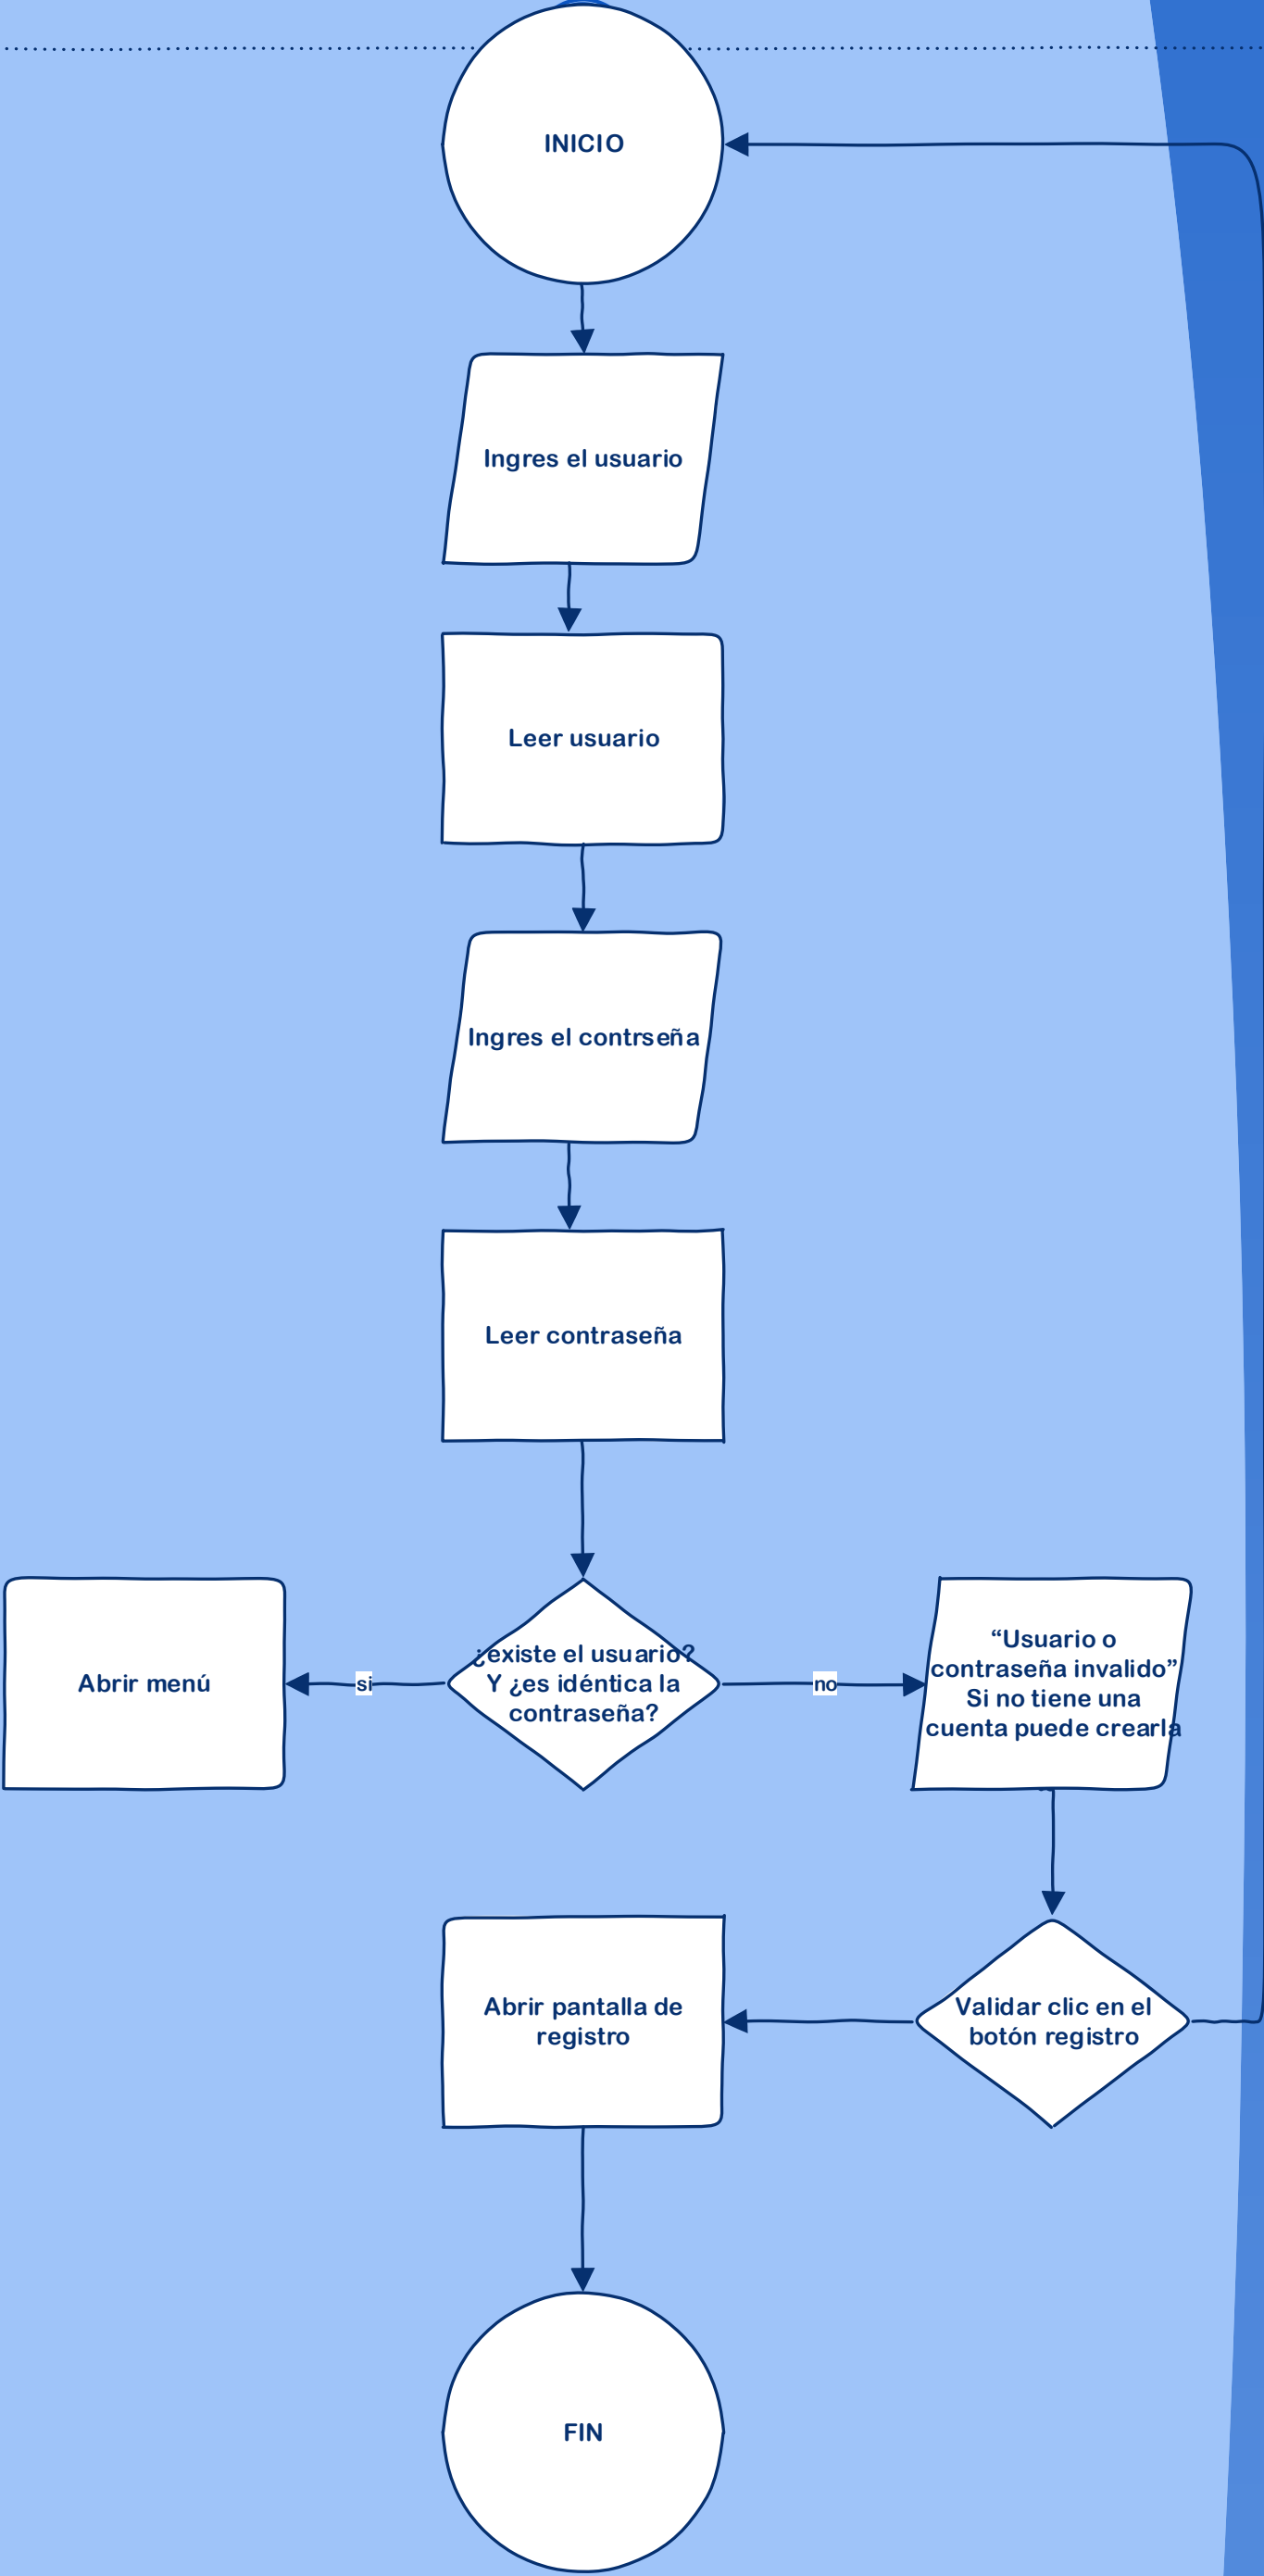 INICIO
Ingres el usuario
Leer usuario
Ingres el contrseña
Leer contraseña
Abrir menú
si
¿existe el usuario?
Y ¿es idéntica la
contraseña?
no
“Usuario o
contraseña invalido”
Si no tiene una
cuenta puede crearla
Abrir pantalla de
registro
Validar clic en el
botón registro
FIN